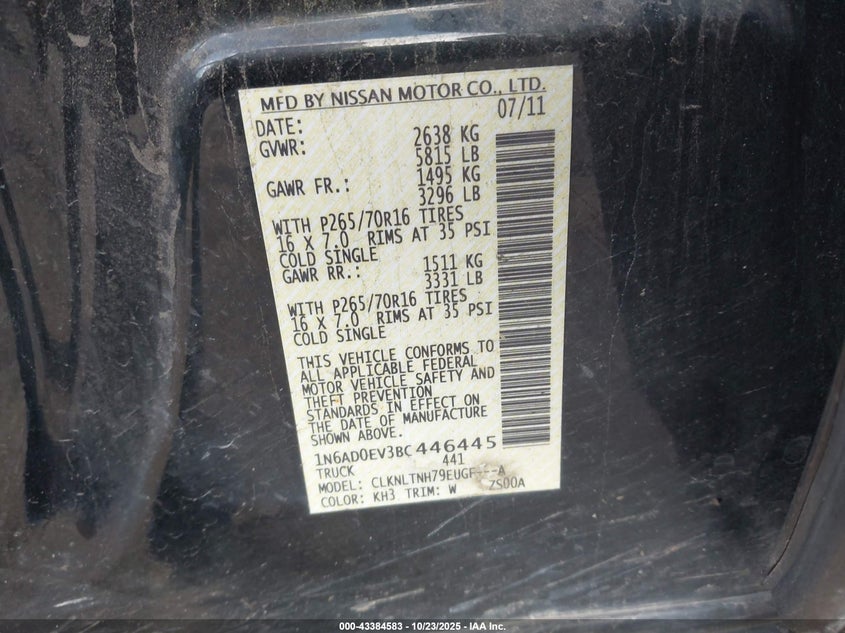 MFD BY NISSAN MOTOR CO., LTD.
DATE: 07/11
GVWR: 2638 KG
5815 LB
GAWR FR.: 1495 KG
3296 LB
WITH P265/70R16 TIRES
16 X 7.0 RIMS AT 35 PSI
COLD SINGLE
GAWR RR.: 1511 KG
3331 LB
WITH P265/70R16 TIRES
16 X 7.0 RIMS AT 35 PSI
COLD SINGLE
THIS VEHICLE CONFORMS TO
ALL APPLICABLE FEDERAL
MOTOR VEHICLE SAFETY AND
THEFT PREVENTION
STANDARDS IN EFFECT ON
THE DATE OF MANUFACTURE
SHOWN ABOVE.
1N6AD0EV3BC446445
TRUCK 441
MODEL: CLKNLTNH79EUGF---A
COLOR: KH3 TRIM: W ZS00A
000-43384583 | 10/23/2025 - IAA Inc.